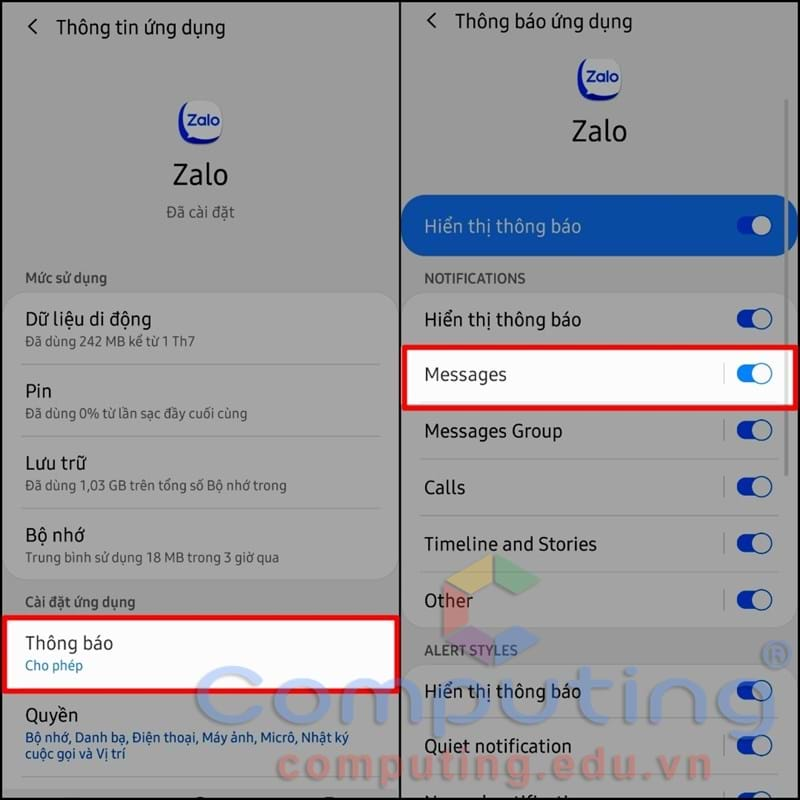 Thông tin ứng dụng
Zalo
Zalo
Đã cài đặt
Mức sử dụng
Dữ liệu di động
Đã dùng 242 MB kể từ 1 Th7
Pin
Đã dùng 0% từ lần sạc đầy cuối cùng
Lưu trữ
Đã dùng 1,03 GB trên tổng số Bộ nhớ trong
Bộ nhớ
Trung bình sử dụng 18 MB trong 3 giờ qua
Cài đặt ứng dụng
Thông báo
Cho phép
Quyền
Bộ nhớ, Danh bạ, Điện thoại, Máy ảnh, Micrô, Nhật ký
cuộc gọi và Vị trí
Thông báo ứng dụng
Zalo
Zalo
Hiển thị thông báo
NOTIFICATIONS
Hiển thị thông báo
Messages
Messages Group
Calls
Timeline and Stories
Other
ALERT STYLES
Hiển thị thông báo
Quiet notification
Computing ®
computing.edu.vn